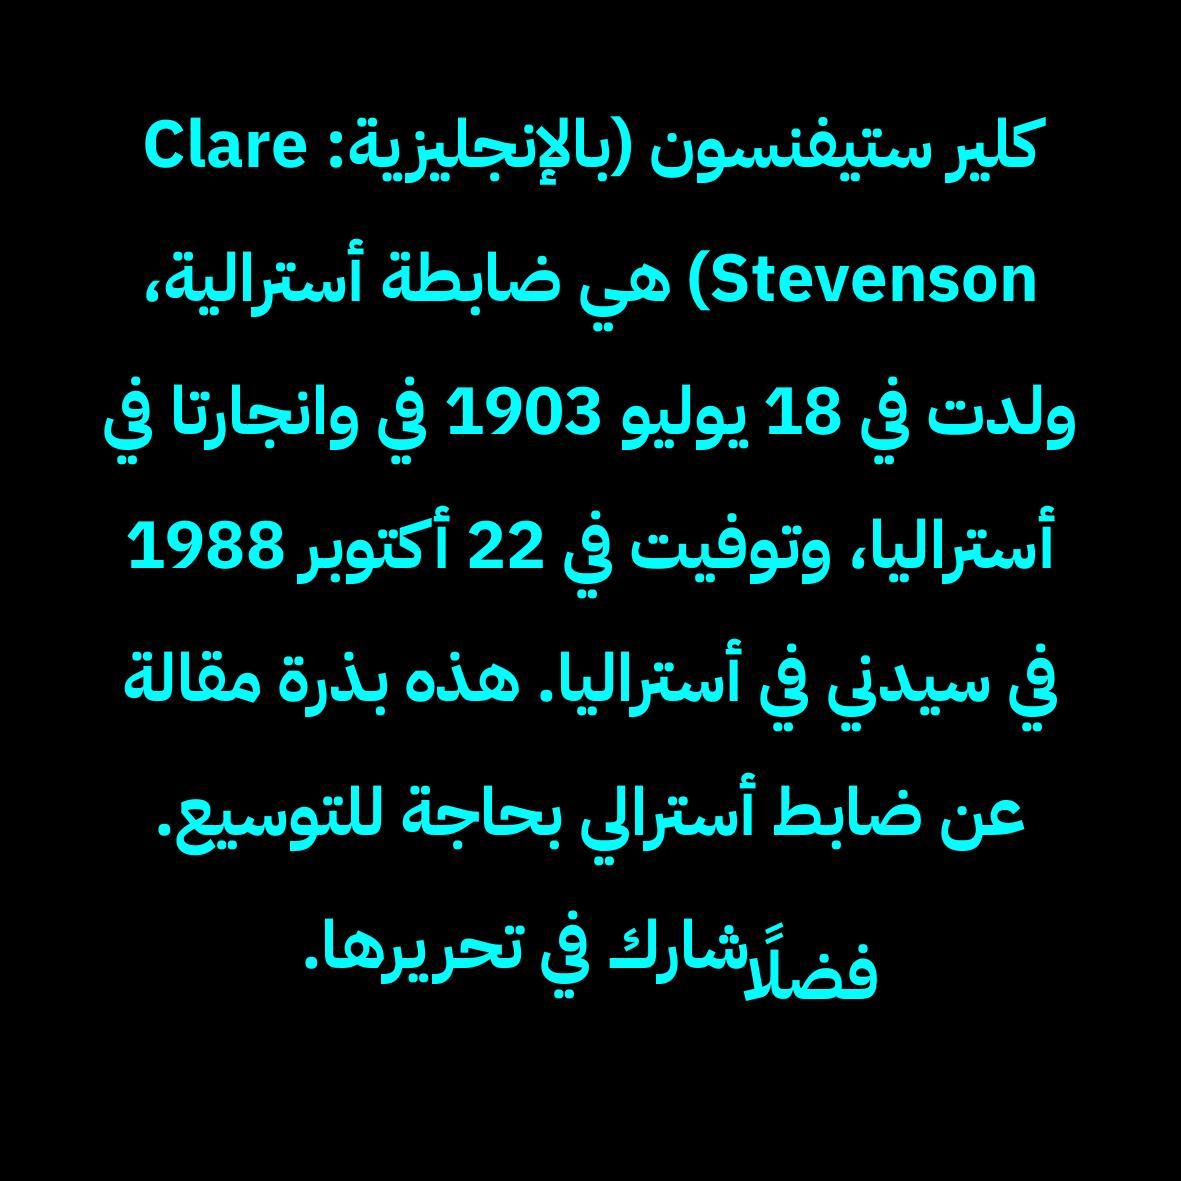 كلير ستيفنسون (بالإنجليزية: Clare
Stevenson) هي ضابطة أسترالية،
ولدت في 18 يوليو 1903 في وانجارتا في
أستراليا، وتوفيت في 22 أكتوبر 1988
في سيدني في أستراليا. هذه بذرة مقالة
عن ضابط أسترالي بحاجة للتوسيع.
فضلًا شارك في تحريرها.